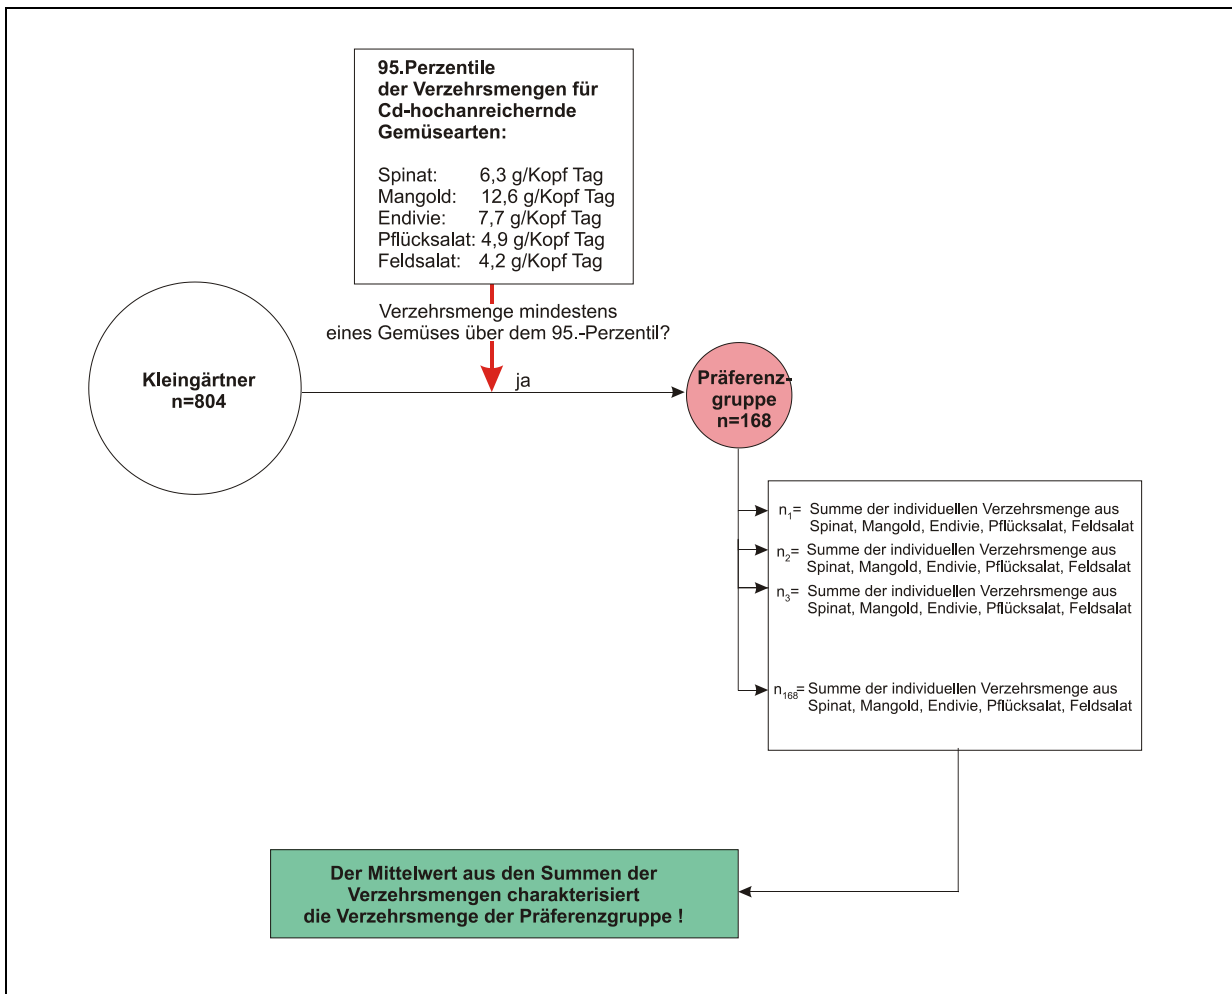 95.Perzentile
der Verzehrsmengen für
Cd-hochanreichernde
Gemüsearten:
Spinat: 6,3 g/Kopf Tag
Mangold: 12,6 g/Kopf Tag
Endivie: 7,7 g/Kopf Tag
Pflücksalat: 4,9 g/Kopf Tag
Feldsalat: 4,2 g/Kopf Tag
Verzehrsmenge mindestens
eines Gemüses über dem 95.-Perzentil?
ja
Kleingärtner
n=804
Präferenz-
gruppe
n=168
n1= Summe der individuellen Verzehrsmenge aus
Spinat, Mangold, Endivie, Pflücksalat, Feldsalat
n2= Summe der individuellen Verzehrsmenge aus
Spinat, Mangold, Endivie, Pflücksalat, Feldsalat
n3= Summe der individuellen Verzehrsmenge aus
Spinat, Mangold, Endivie, Pflücksalat, Feldsalat
n168= Summe der individuellen Verzehrsmenge aus
Spinat, Mangold, Endivie, Pflücksalat, Feldsalat
Der Mittelwert aus den Summen der
Verzehrsmengen charakterisiert
die Verzehrsmenge der Präferenzgruppe !